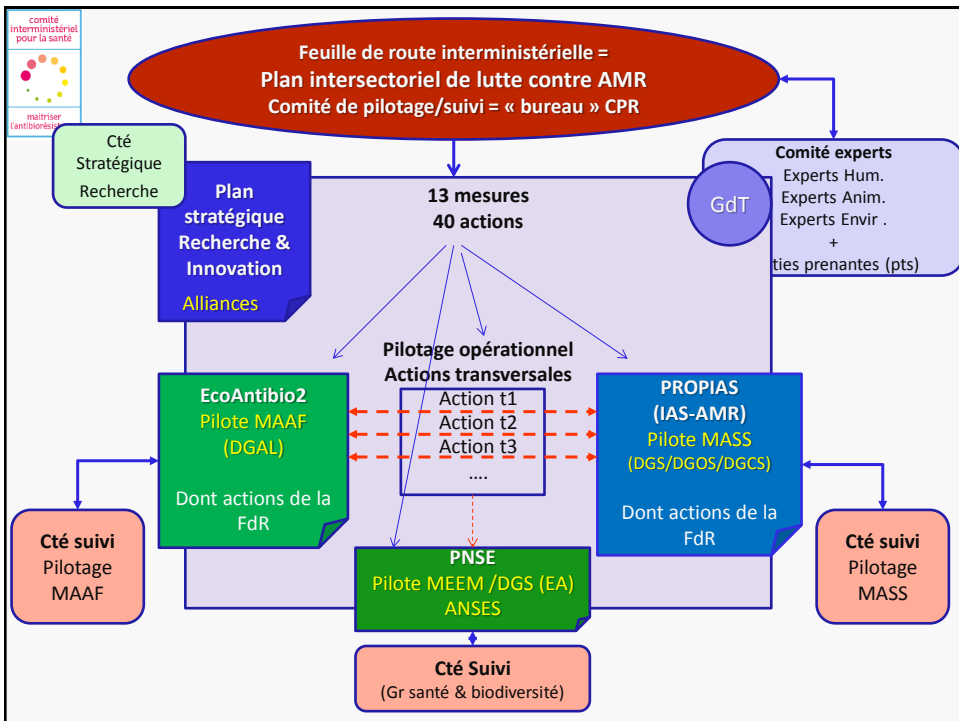 comité
interministériel
pour la santé
maitriser
l'antibiorésist
Feuille de route interministérielle =
Plan intersectoriel de lutte contre AMR
Comité de pilotage/suivi = « bureau » CPR
Cté
Stratégique
Recherche
Plan
stratégique
Recherche &
Innovation
Alliances
13 mesures
40 actions
GdT
Comité experts
Experts Hum.
Experts Anim.
Experts Envir .
+
ties prenantes (pts)
Pilotage opérationnel
Actions transversales
Action t1
Action t2
Action t3
....
EcoAntibio2
Pilote MAAF
(DGAL)
Dont actions de la
FdR
PROPIAS
(IAS-AMR)
Pilote MASS
(DGS/DGOS/DGCS)
Dont actions de la
FdR
Cté suivi
Pilotage
MAAF
PNSE
Pilote MEEM /DGS (EA)
ANSES
Cté suivi
Pilotage
MASS
Cté Suivi
(Gr santé & biodiversité)